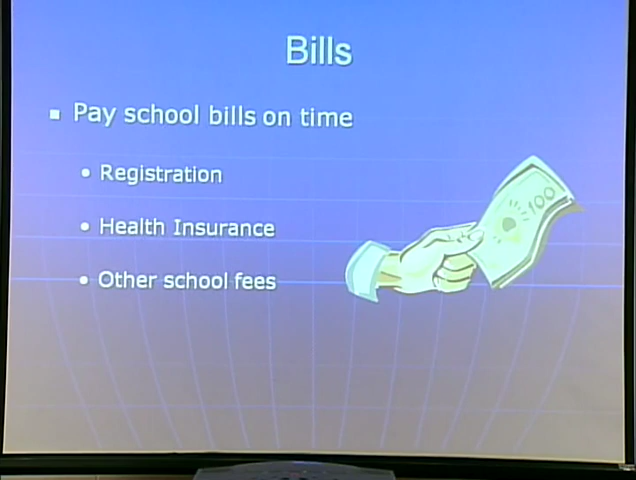 Bills
Pay school bills on time
Registration
Health Insurance
Other school fees
100